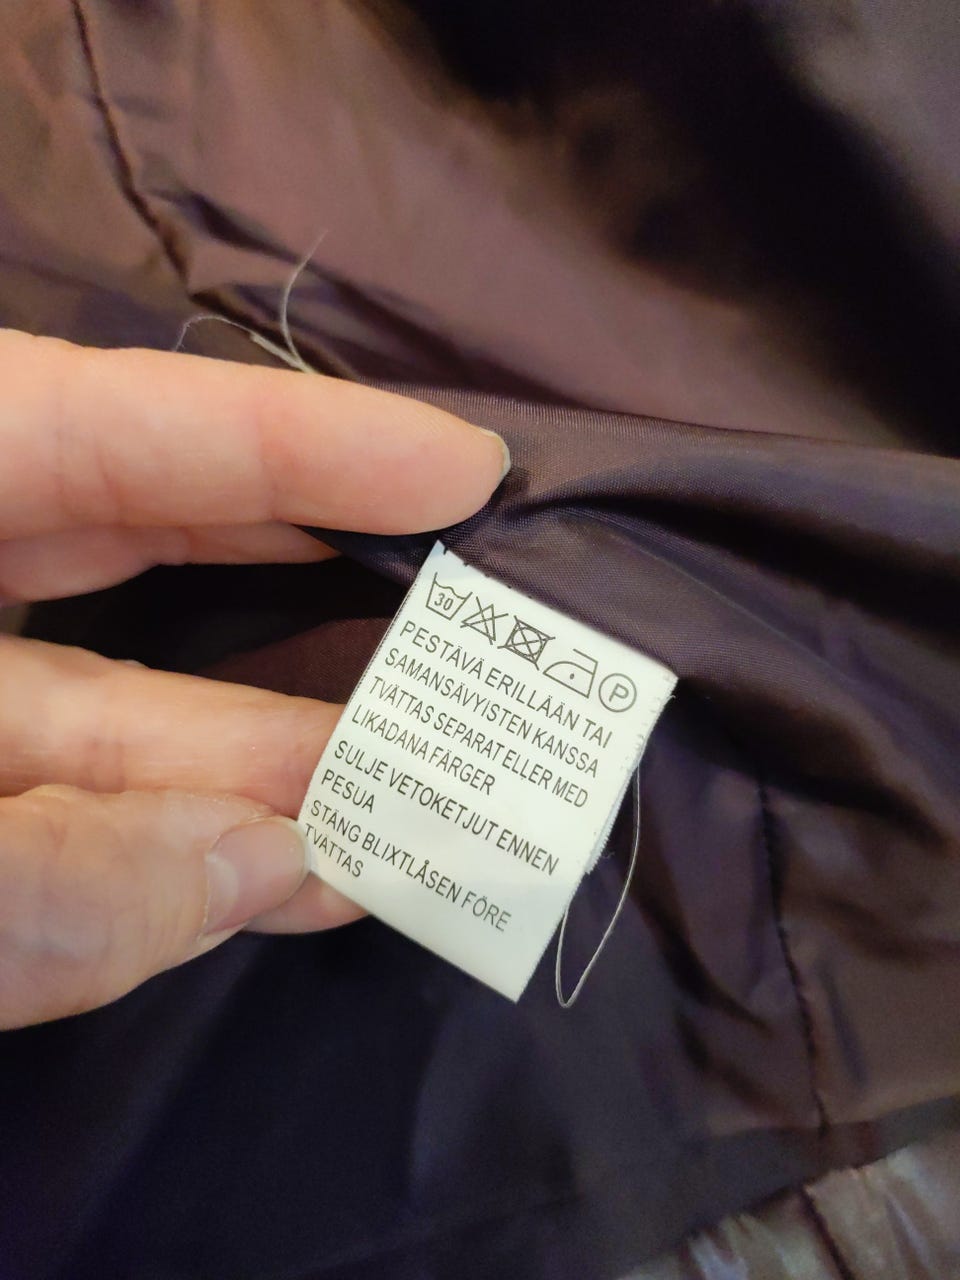 30
P
PESTÄVÄ ERILLÄÄN TAI
SAMANSÄVYISTEN KANSSA
TVÄTTAS SEPARAT ELLER MED
LIKADANA FÄRGER
SULJE VETOKETJUT ENNEN
PESUA
STÄNG BLIXTLÅSEN FÖRE
TVÄTTAS